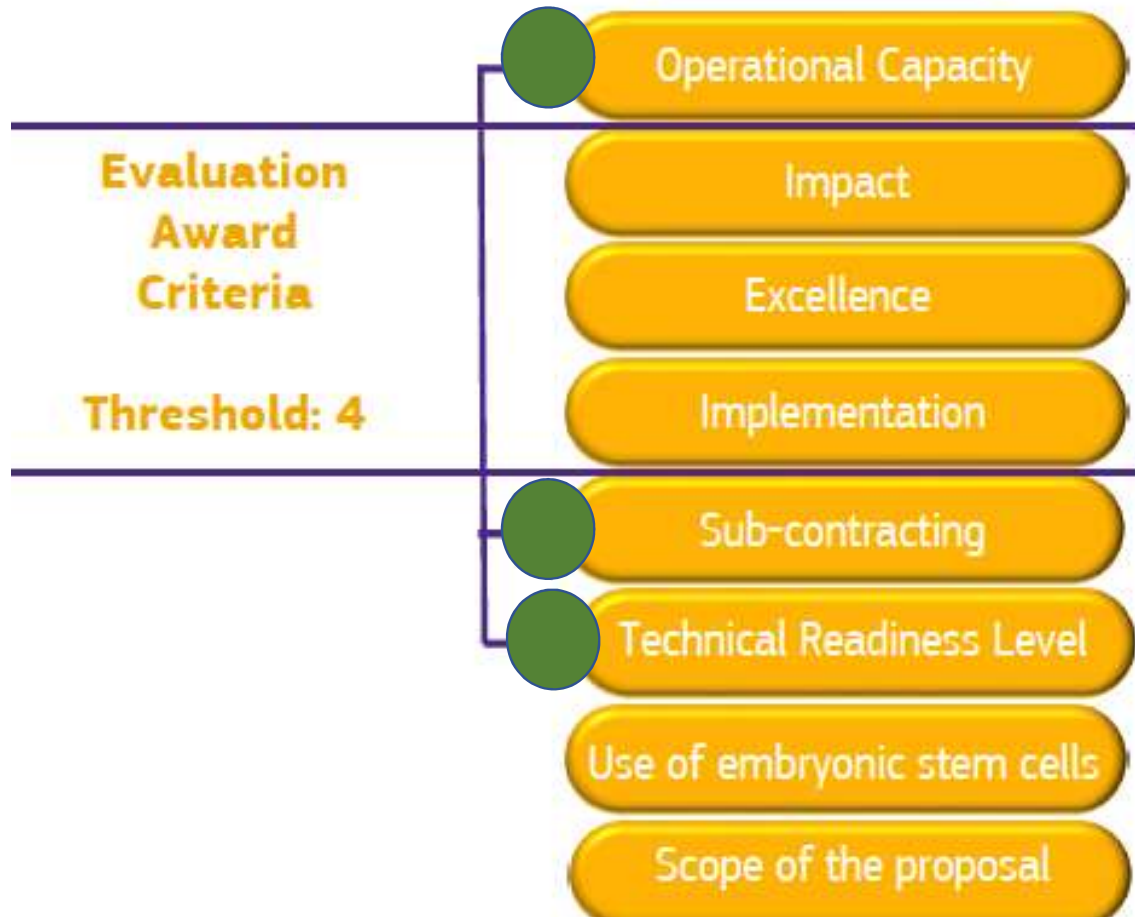 Operational Capacity
Evaluation
Award
Criteria
Threshold: 4
Impact
Excellence
Implementation
Sub-contracting
Technical Readiness Level
Use of embryonic stem cells
Scope of the proposal